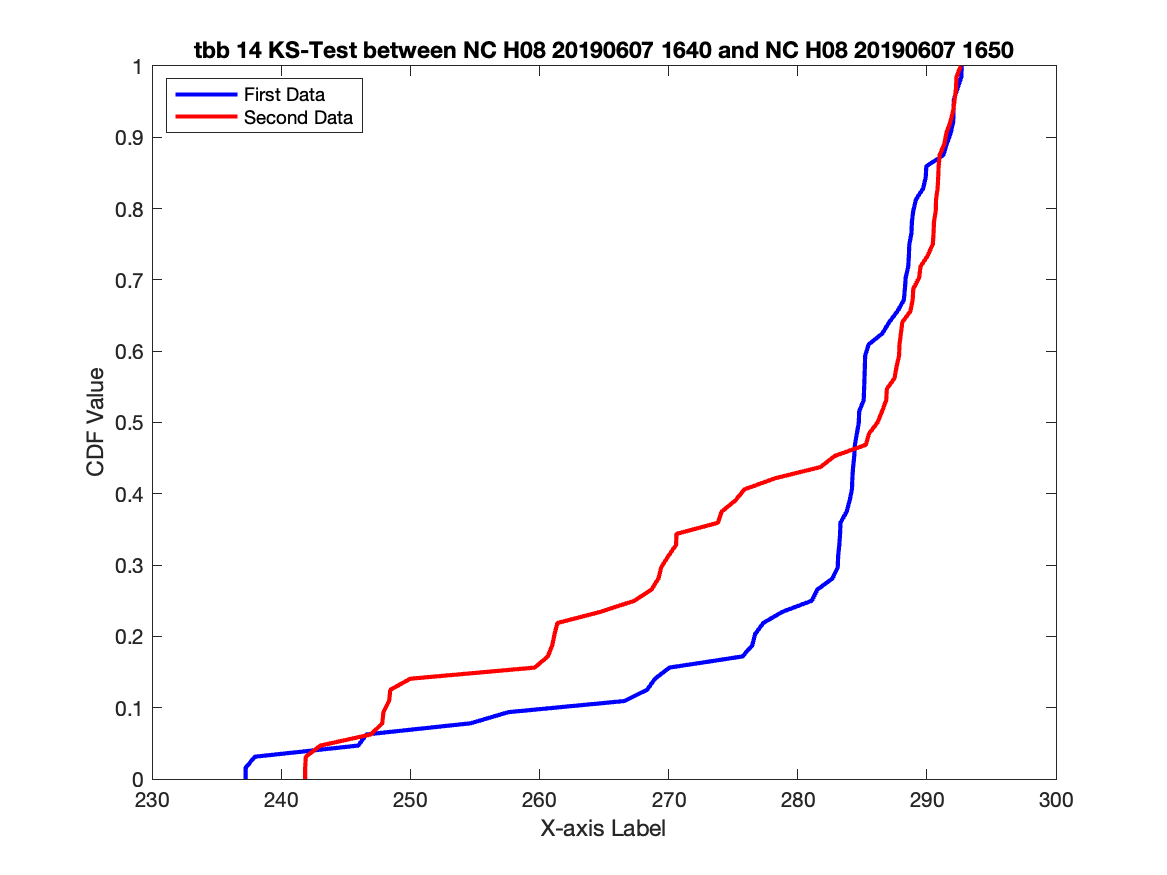 tbb 14 KS-Test between NC H08 20190607 1640 and NC H08 20190607 1650
First Data
Second Data
1
0.9
0.8
0.7
0.6
0.5
0.4
0.3
0.2
0.1
0
CDF Value
230 240 250 260 270 280 290 300
X-axis Label